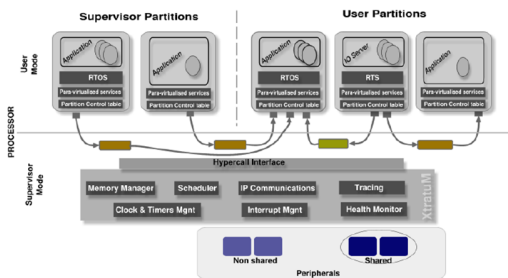 Supervisor Partitions
User Partitions
PROCESSOR
User Mode
Application
RTOS
Para-virtualised services
Partition Control table
Application
Para-virtualised services
Partition Control table
Application
RTOS
Para-virtualised services
Partition Control table
IO Server
RTS
Para-virtualised services
Partition Control table
Application
Para-virtualised services
Partition Control table
Supervisor Mode
Hypercall Interface
Memory Manager
Scheduler
IP Communications
Tracing
Clock & Timers Mgnt
Interrupt Mgnt
Health Monitor
XtratuM
Non shared
Shared
Peripherals